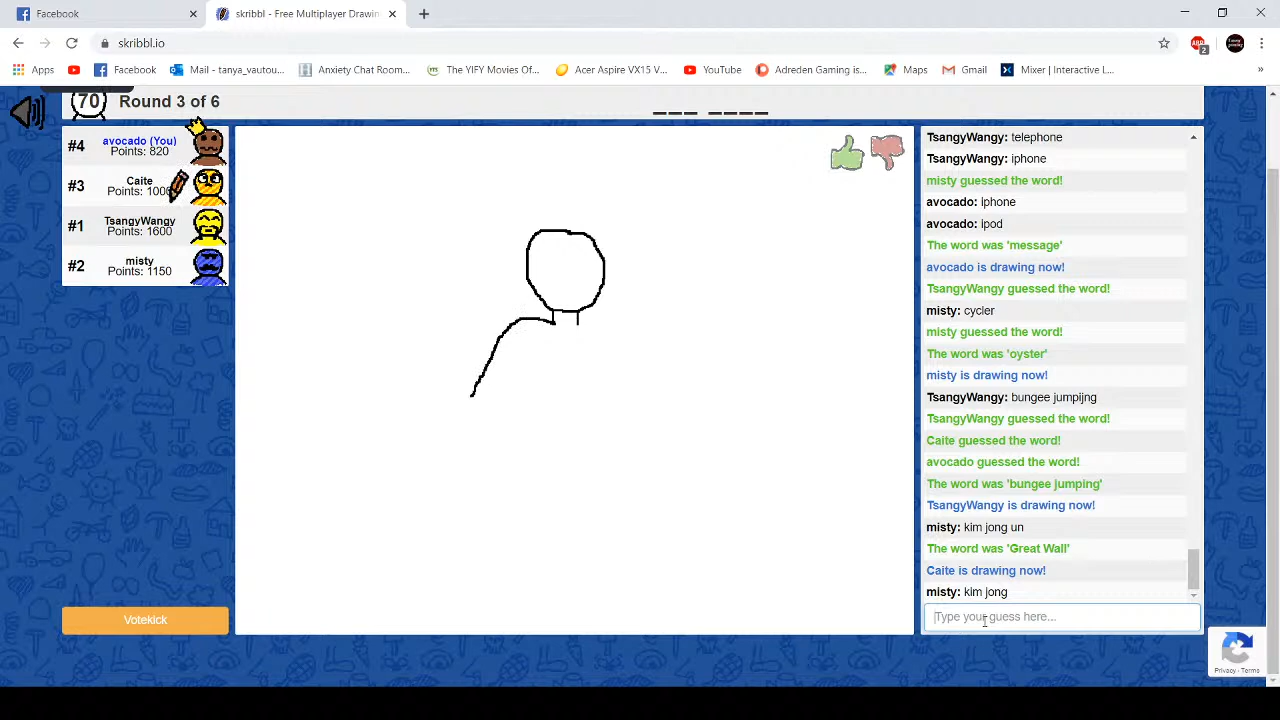 Facebook
skribbl - Free Multiplayer Drawin
skribbl.io
Apps
Facebook
Mail - tanya_vautou...
Anxiety Chat Room...
The YIFY Movies Of...
Acer Aspire VX15 V...
YouTube
Adreden Gaming is...
Maps
Gmail
Mixer | Interactive L...
70
Round 3 of 6
___ ____
#4 avocado (You)
Points: 820
#3 Caite
Points: 1000
#1 TsangyWangy
Points: 1600
#2 misty
Points: 1150
Votekick
TsangyWangy: telephone
TsangyWangy: iphone
misty guessed the word!
avocado: iphone
avocado: ipod
The word was 'message'
avocado is drawing now!
TsangyWangy guessed the word!
misty: cycler
misty guessed the word!
The word was 'oyster'
misty is drawing now!
TsangyWangy: bungee jumpijng
TsangyWangy guessed the word!
Caite guessed the word!
avocado guessed the word!
The word was 'bungee jumping'
TsangyWangy is drawing now!
misty: kim jong un
The word was 'Great Wall'
Caite is drawing now!
misty: kim jong
Type your guess here...
Privacy - Terms